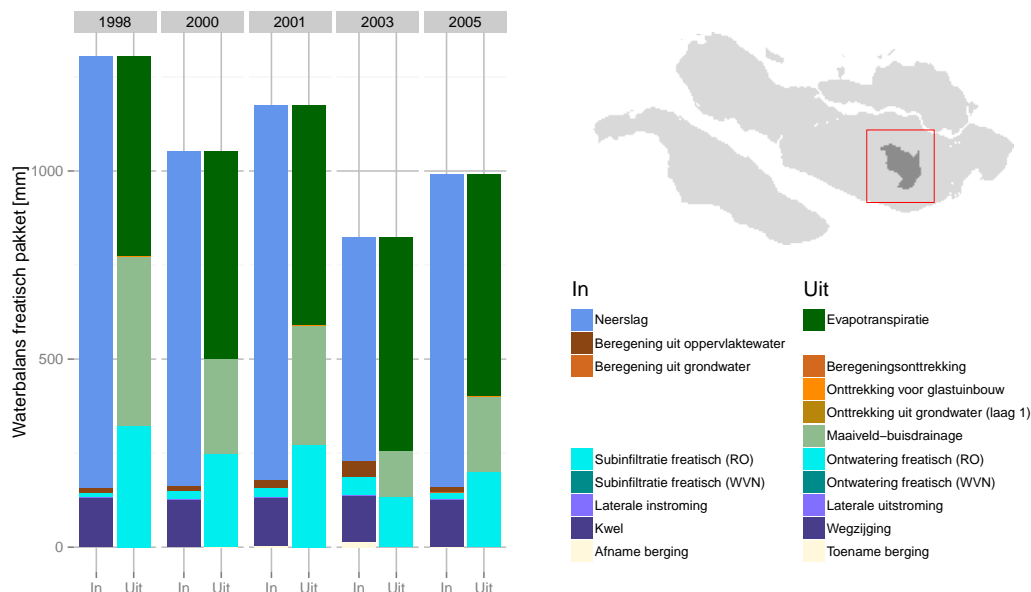 1998 2000 2001 2003 2005
Waterbalans freatisch pakket [mm]
1000
500
0
In Uit In Uit In Uit In Uit In Uit
In
Neerslag
Beregening uit oppervlaktewater
Beregening uit grondwater
Subinfiltratie freatisch (RO)
Subinfiltratie freatisch (WVN)
Laterale instroming
Kwel
Afname berging
Uit
Evapotranspiratie
Beregeningsonttrekking
Onttrekking voor glastuinbouw
Onttrekking uit grondwater (laag 1)
Maaiveld−buisdrainage
Ontwatering freatisch (RO)
Ontwatering freatisch (WVN)
Laterale uitstroming
Wegzijging
Toename berging